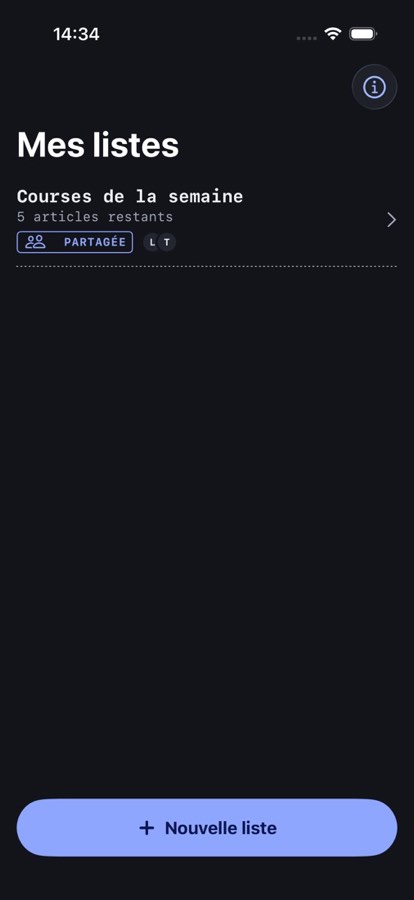 14:34
Mes listes
Courses de la semaine
5 articles restants
PARTAGÉE L T
+ Nouvelle liste